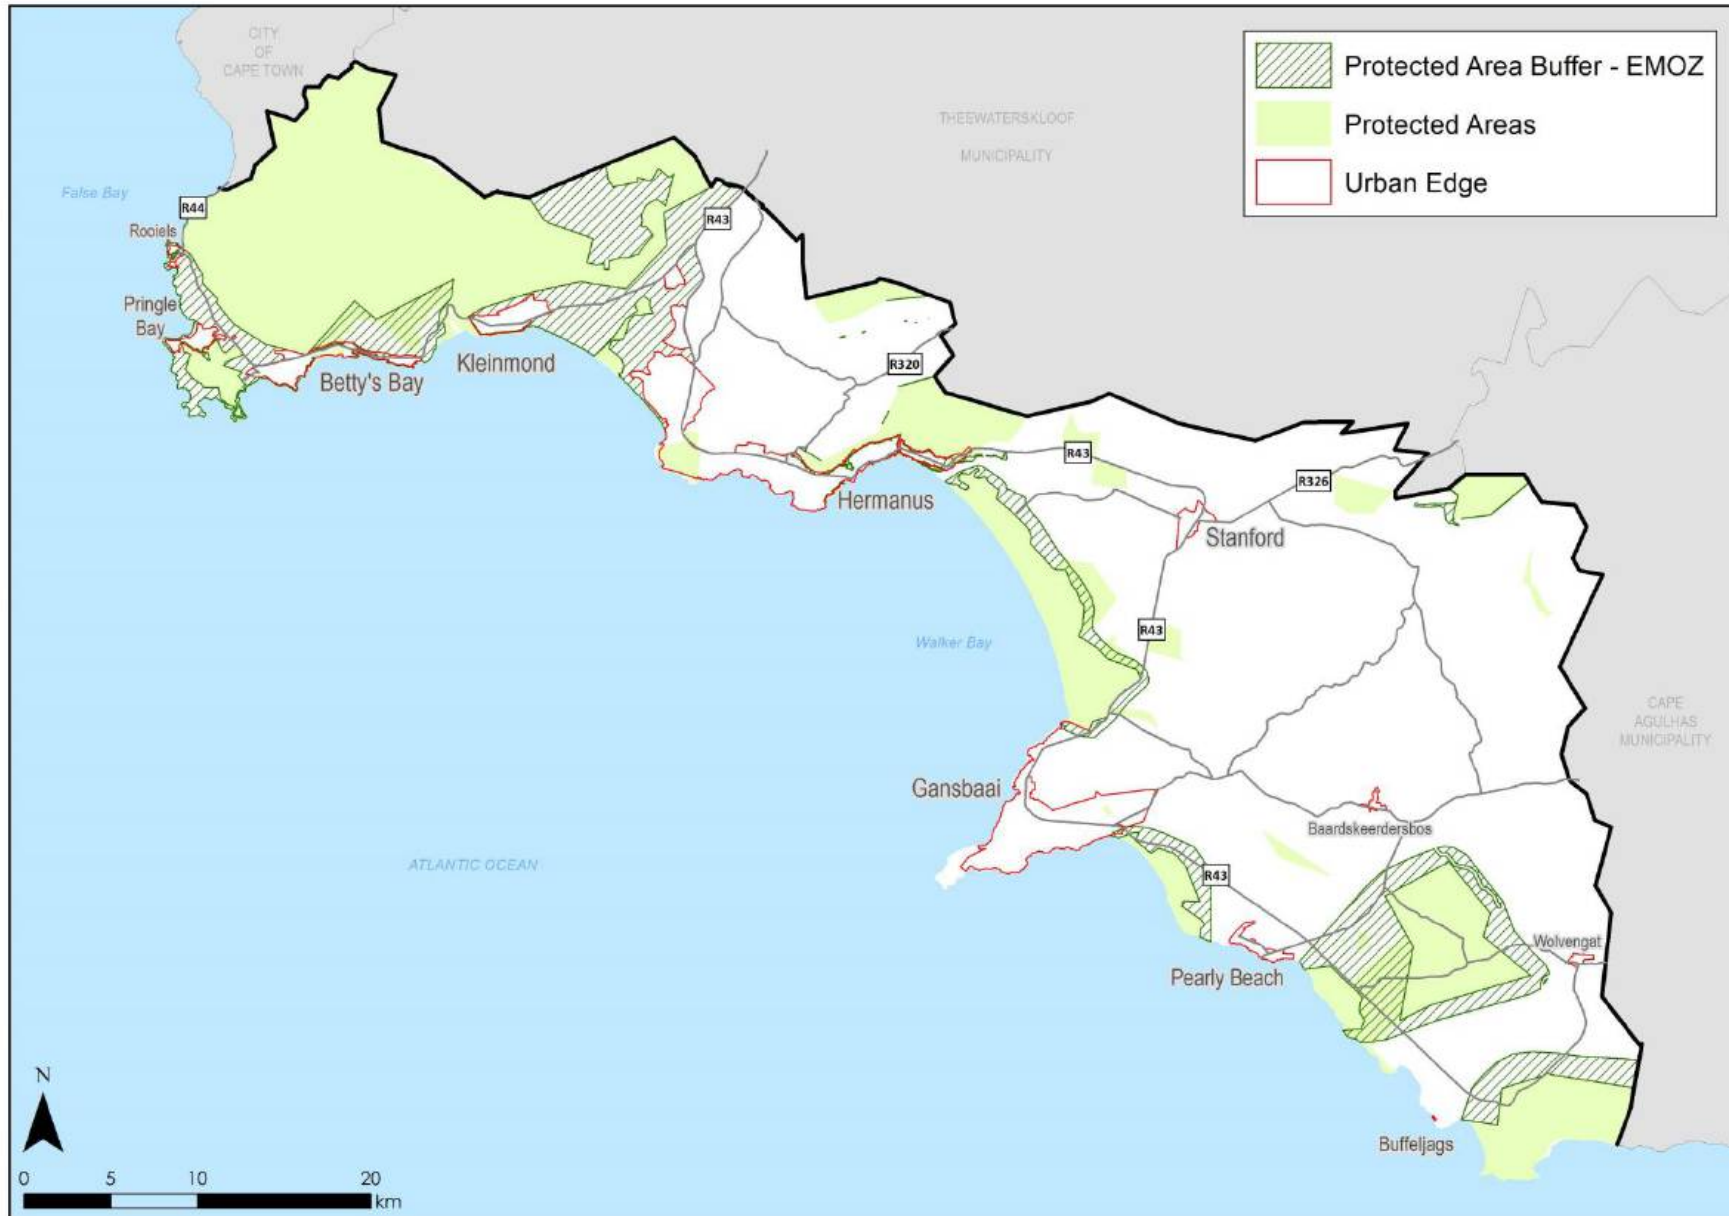 CITY
OF
CAPE TOWN
Protected Area Buffer - EMOZ
Protected Areas
Urban Edge
THEEWATERSKLOOF
MUNICIPALITY
False Bay
R44
R43
Rooiels
Pringle
Bay
Kleinmond
Betty's Bay
R320
R43
R326
Hermanus
Stanford
Walker Bay
R43
CAPE
AGULHAS
MUNICIPALITY
Gansbaai
Baardskeerdersbos
ATLANTIC OCEAN
R43
Wolvengat
Pearly Beach
Buffeljags
N
0 5 10 20
km